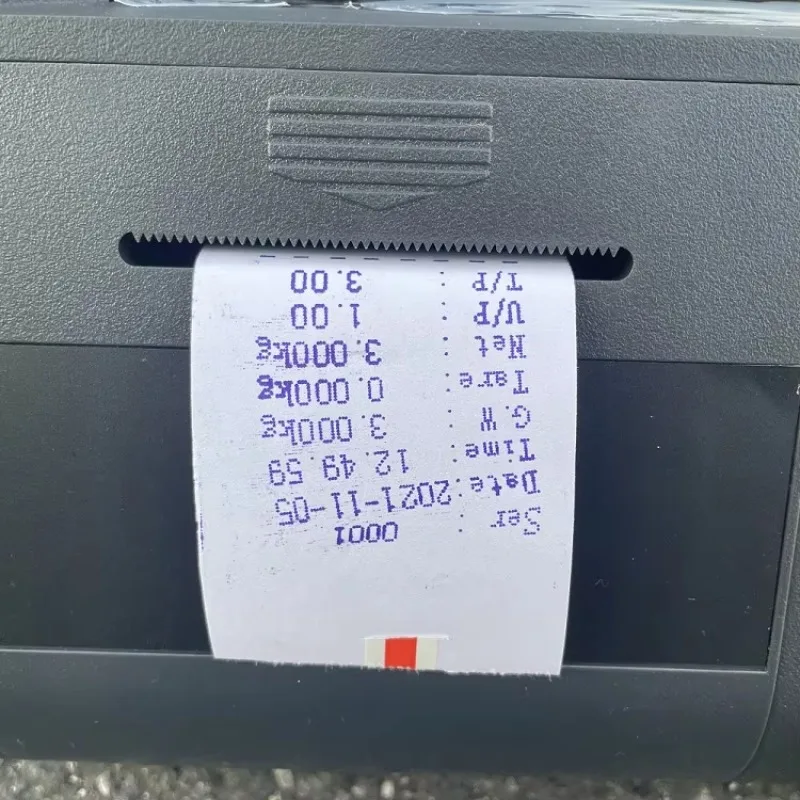 Ser : 0001
Date:2021-11-05
Time: 12.49.59
G.W : 3.000kg
Tare: 0.000kg
Net : 3.000kg
U/P : 1.00
T/P : 3.00
- - - - - - - - - -